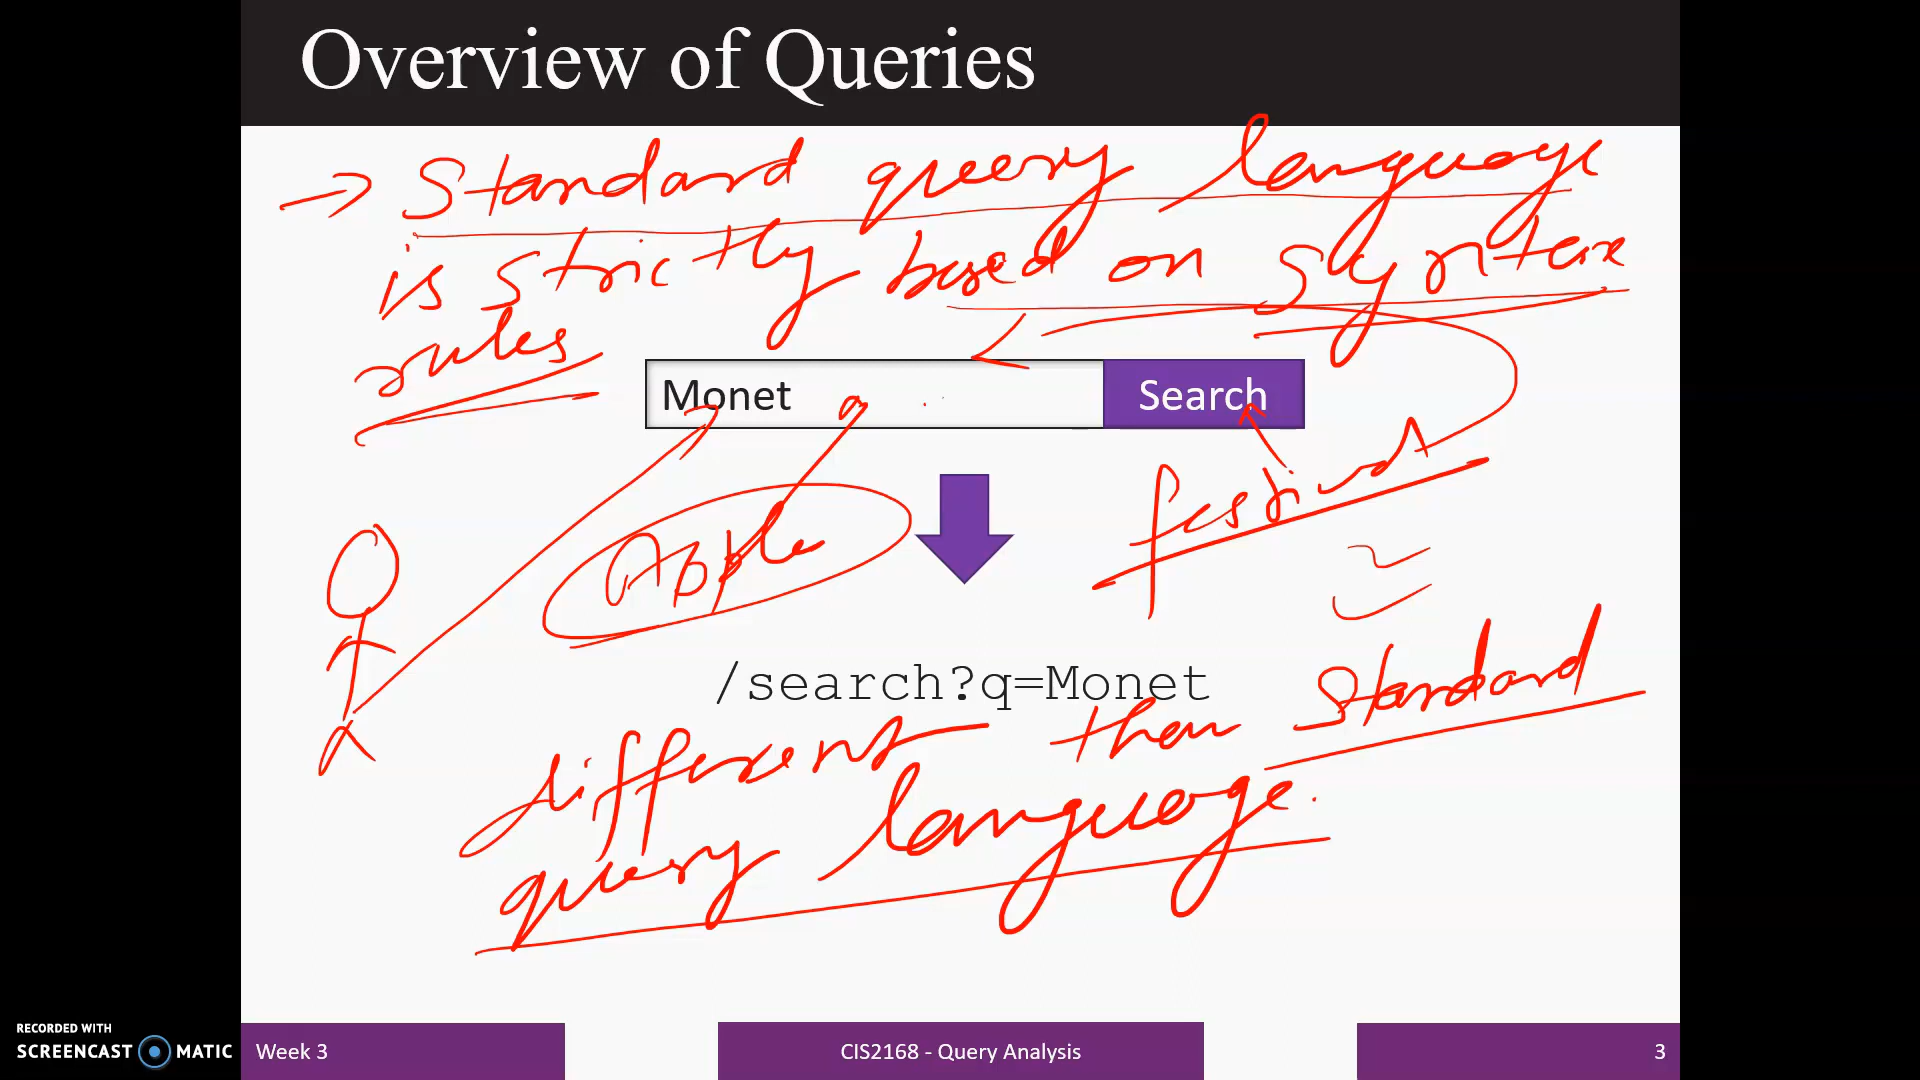 Overview of Queries
→ Standard query language
is strictly based on syntax
rules
Monet
Search
Apple
festival
/search?q=Monet
different than standard
query language.
RECORDED WITH
SCREENCAST MATIC
Week 3
CIS2168 - Query Analysis
3